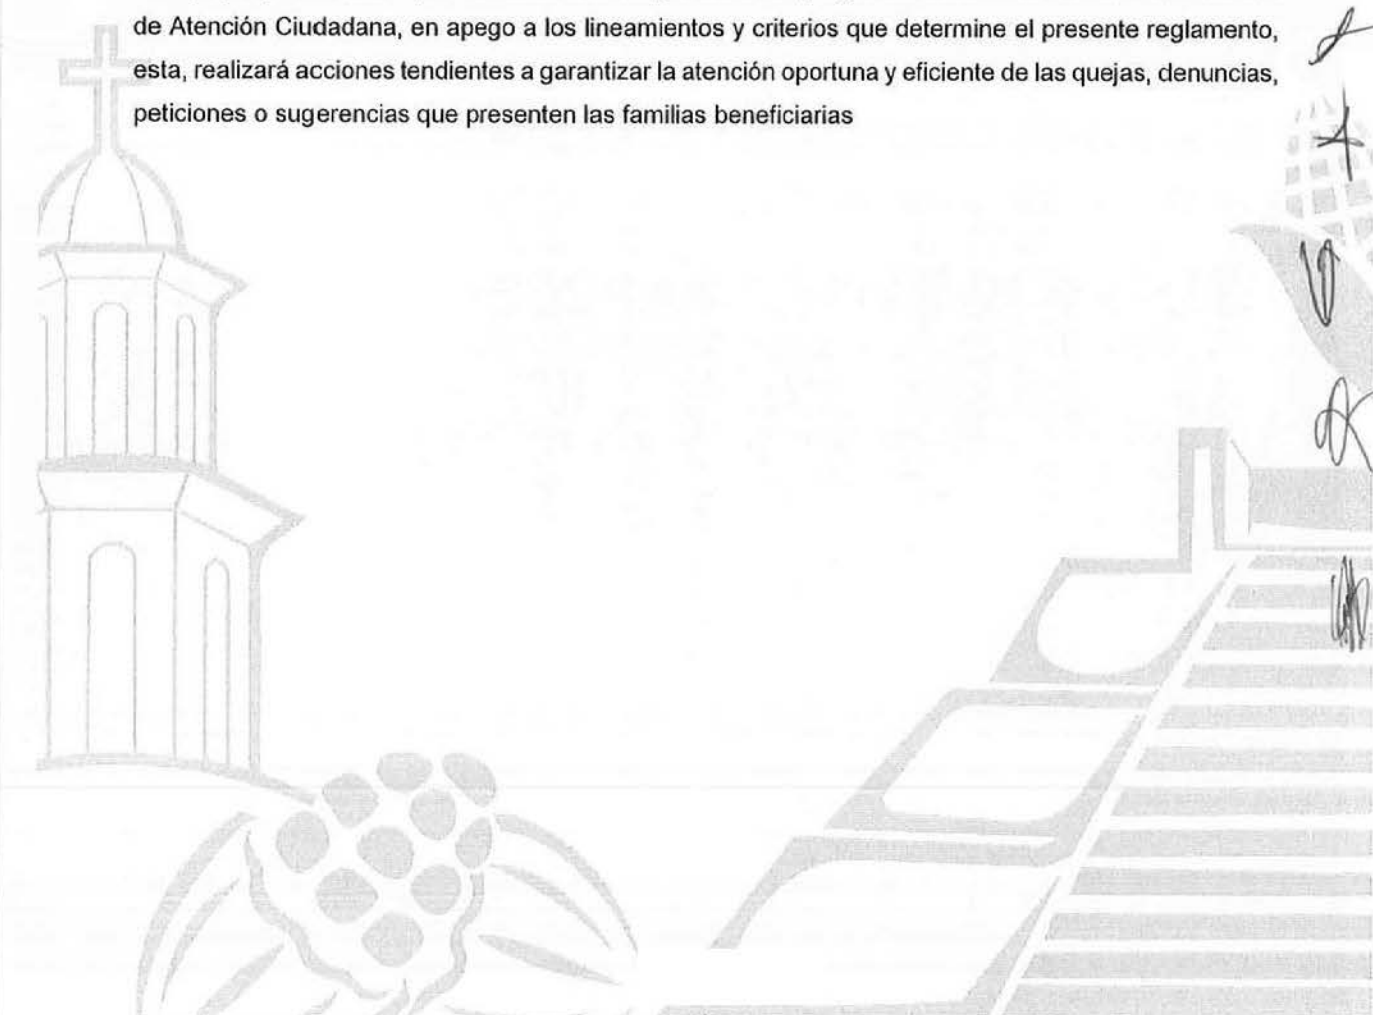 de Atención Ciudadana, en apego a los lineamientos y criterios que determine el presente reglamento,
esta, realizará acciones tendientes a garantizar la atención oportuna y eficiente de las quejas, denuncias,
peticiones o sugerencias que presenten las familias beneficiarias